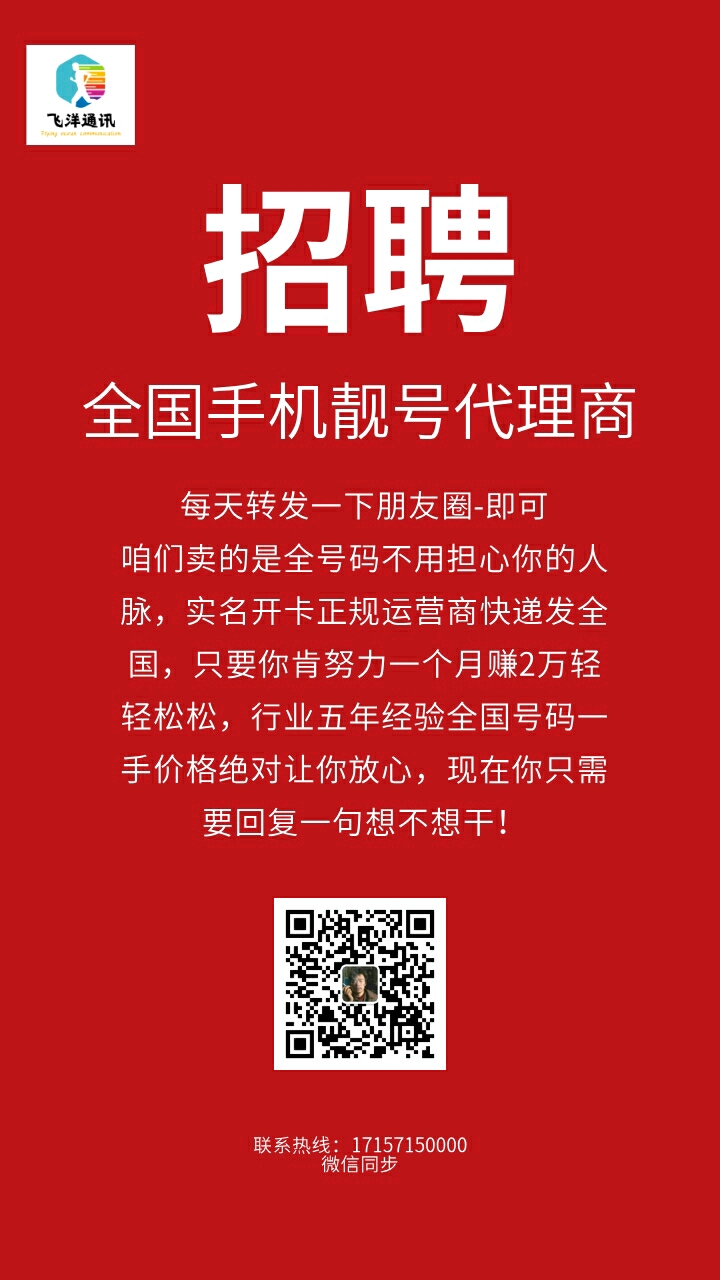 飞洋通讯
Flying ocean communication
招聘
全国手机靓号代理商
每天转发一下朋友圈-即可
咱们卖的是全号码不用担心你的人
脉，实名开卡正规运营商快递发全
国，只要你肯努力一个月赚2万轻
轻松松，行业五年经验全国号码一
手价格绝对让你放心，现在你只需
要回复一句想不想干！
联系热线：17157150000
微信同步